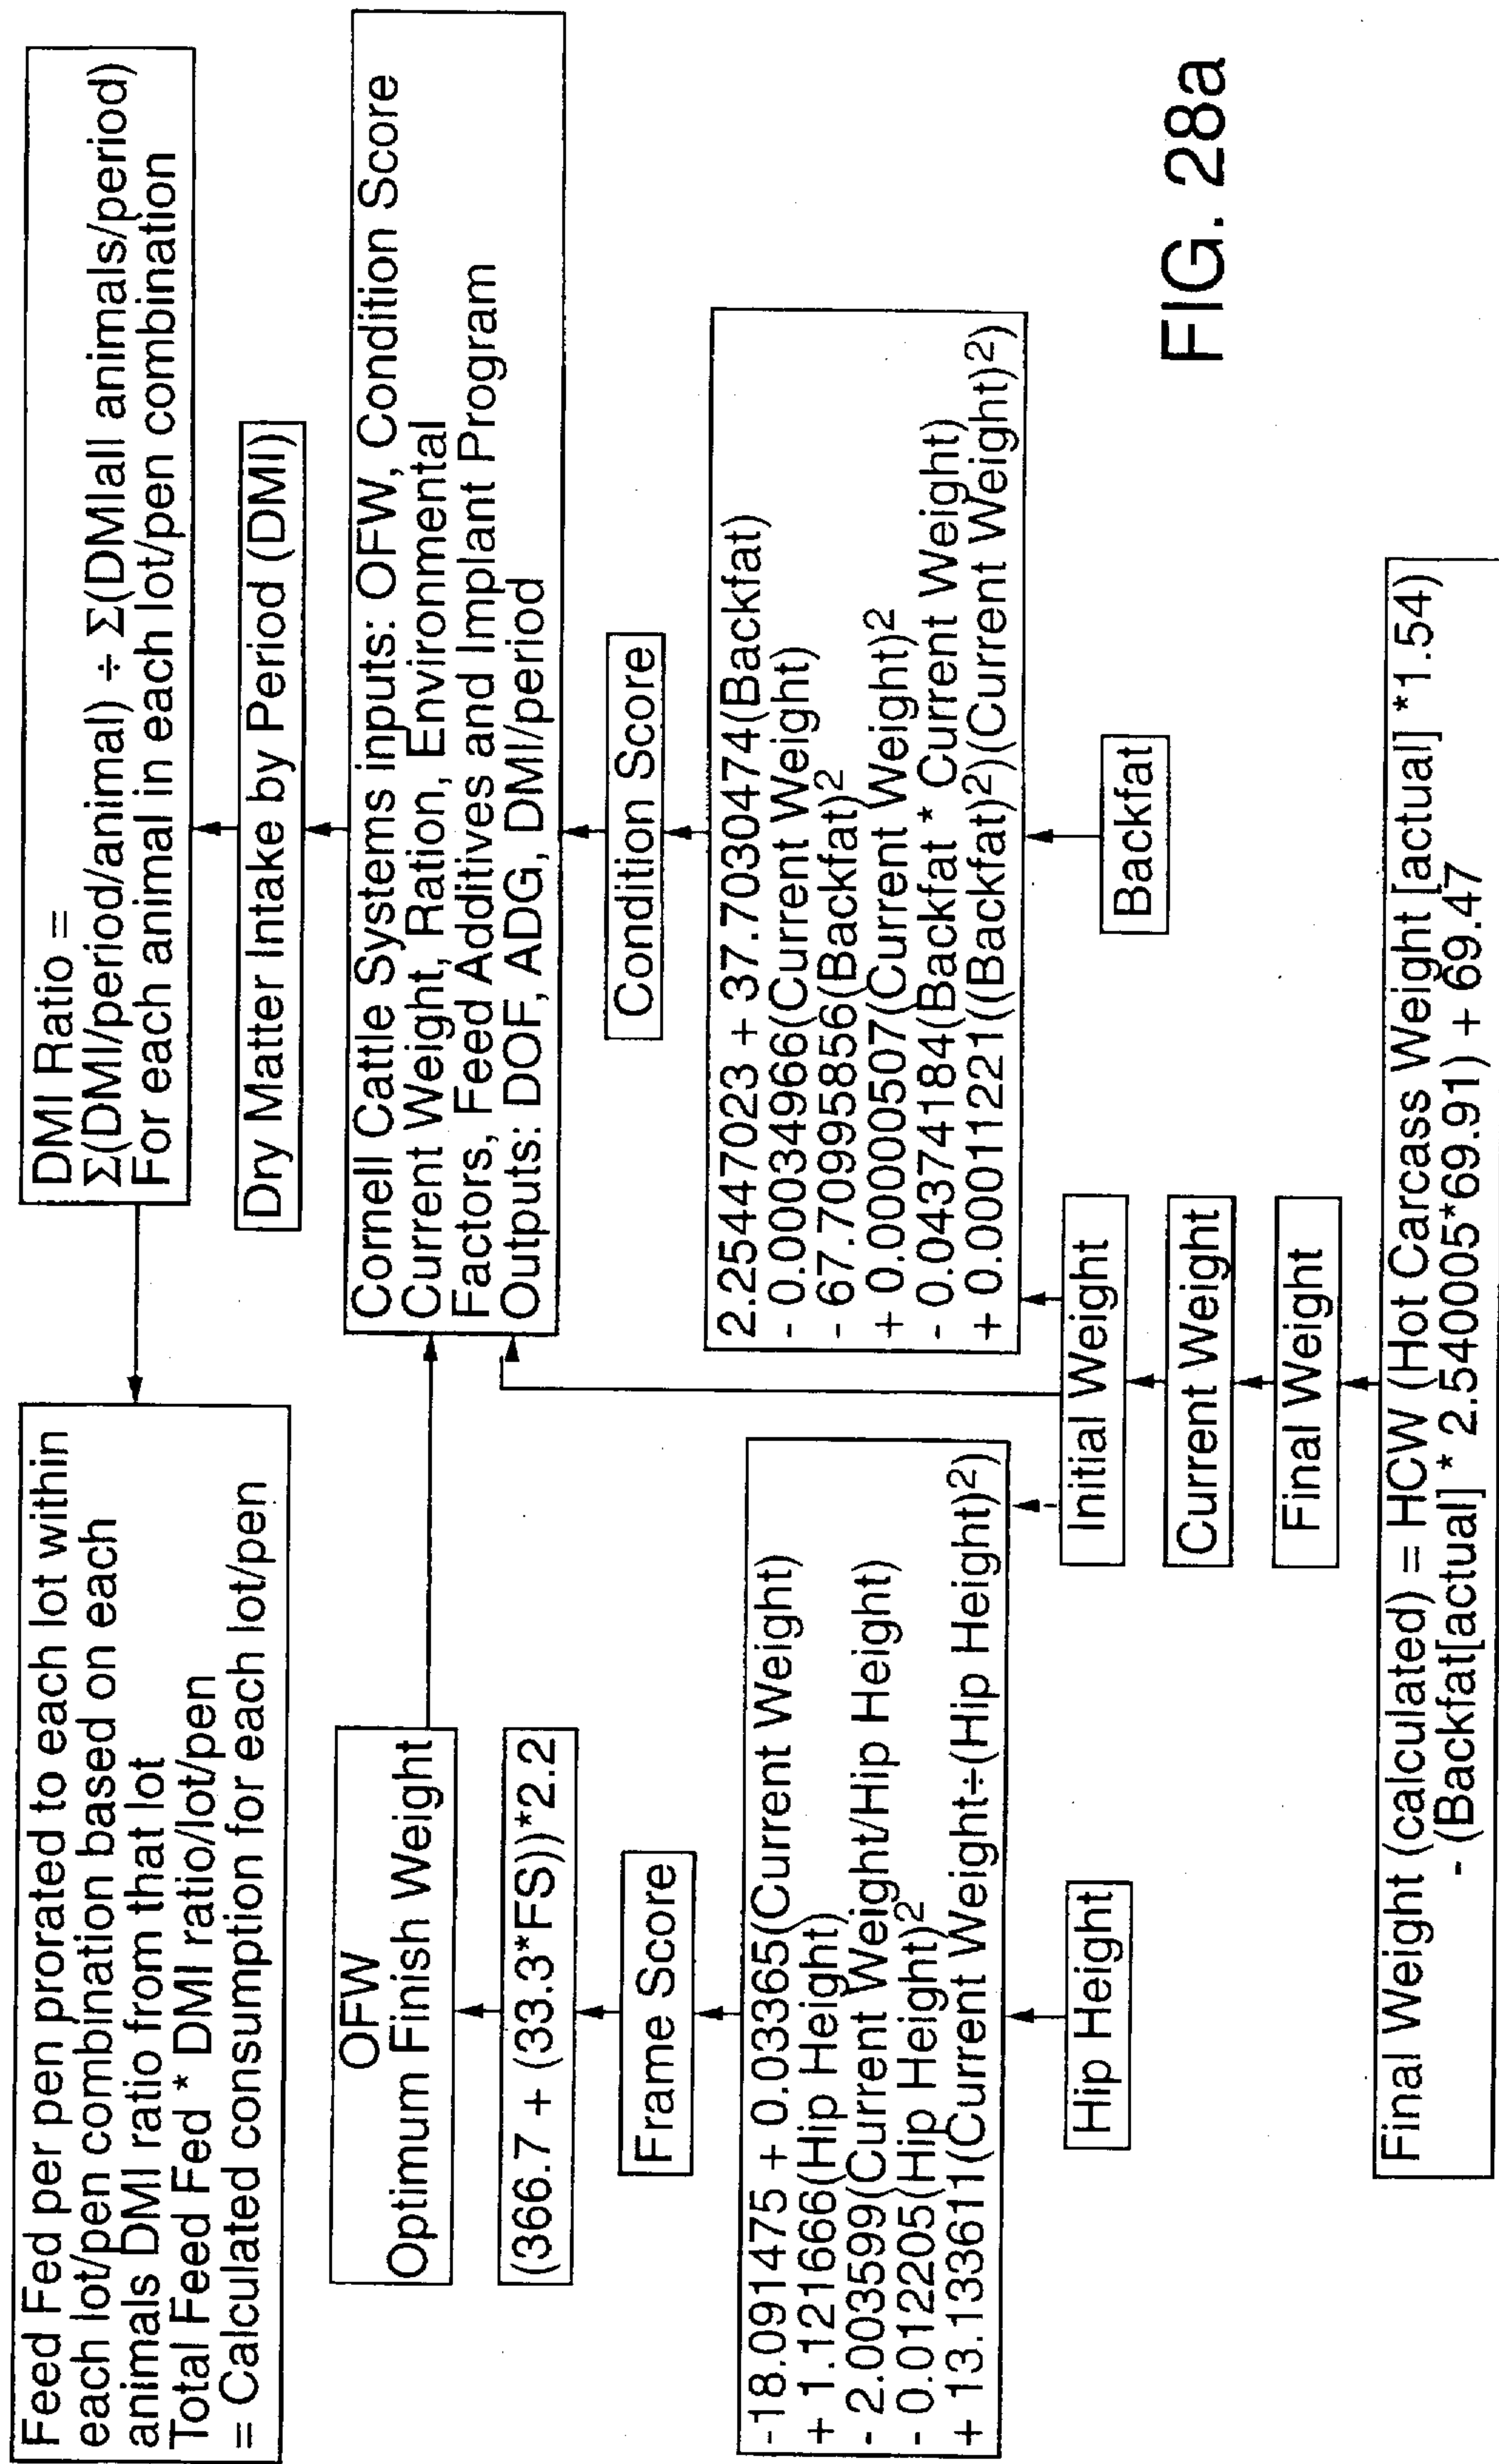 Feed Fed per pen prorated to each lot within
each lot/pen combination based on each
animals DMI ratio from that lot
Total Feed Fed * DMI ratio/lot/pen
= Calculated consumption for each lot/pen
DMI Ratio =
Σ(DMI/period/animal) ÷ Σ(DMIall animals/period)
For each animal in each lot/pen combination
Dry Matter Intake by Period (DMI)
OFW
Optimum Finish Weight
Cornell Cattle Systems inputs: OFW, Condition Score
Current Weight, Ration, Environmental
Factors, Feed Additives and Implant Program
Outputs: DOF, ADG, DMI/period
(366.7 + (33.3*FS))*2.2
Frame Score
Condition Score
-18.091475 + 0.03365(Current Weight)
+ 1.121666(Hip Height)
- 2.003599(Current Weight/Hip Height)
- 0.012205(Hip Height)2
+ 13.133611(Current Weight÷(Hip Height)2)
2.25447023 + 37.7030474(Backfat)
- 0.00034966(Current Weight)
- 67.7099585​6(Backfat)2
+ 0.00000507(Current Weight)2
- 0.04374184(Backfat * Current Weight)
+ 0.00011221((Backfat)2)(Current Weight)2)
Hip Height
Initial Weight
Backfat
Current Weight
Final Weight
Final Weight (calculated) = HCW (Hot Carcass Weight [actual] *1.54)
- (Backfat[actual] * 2.540005*69.91) + 69.47
FIG. 28a